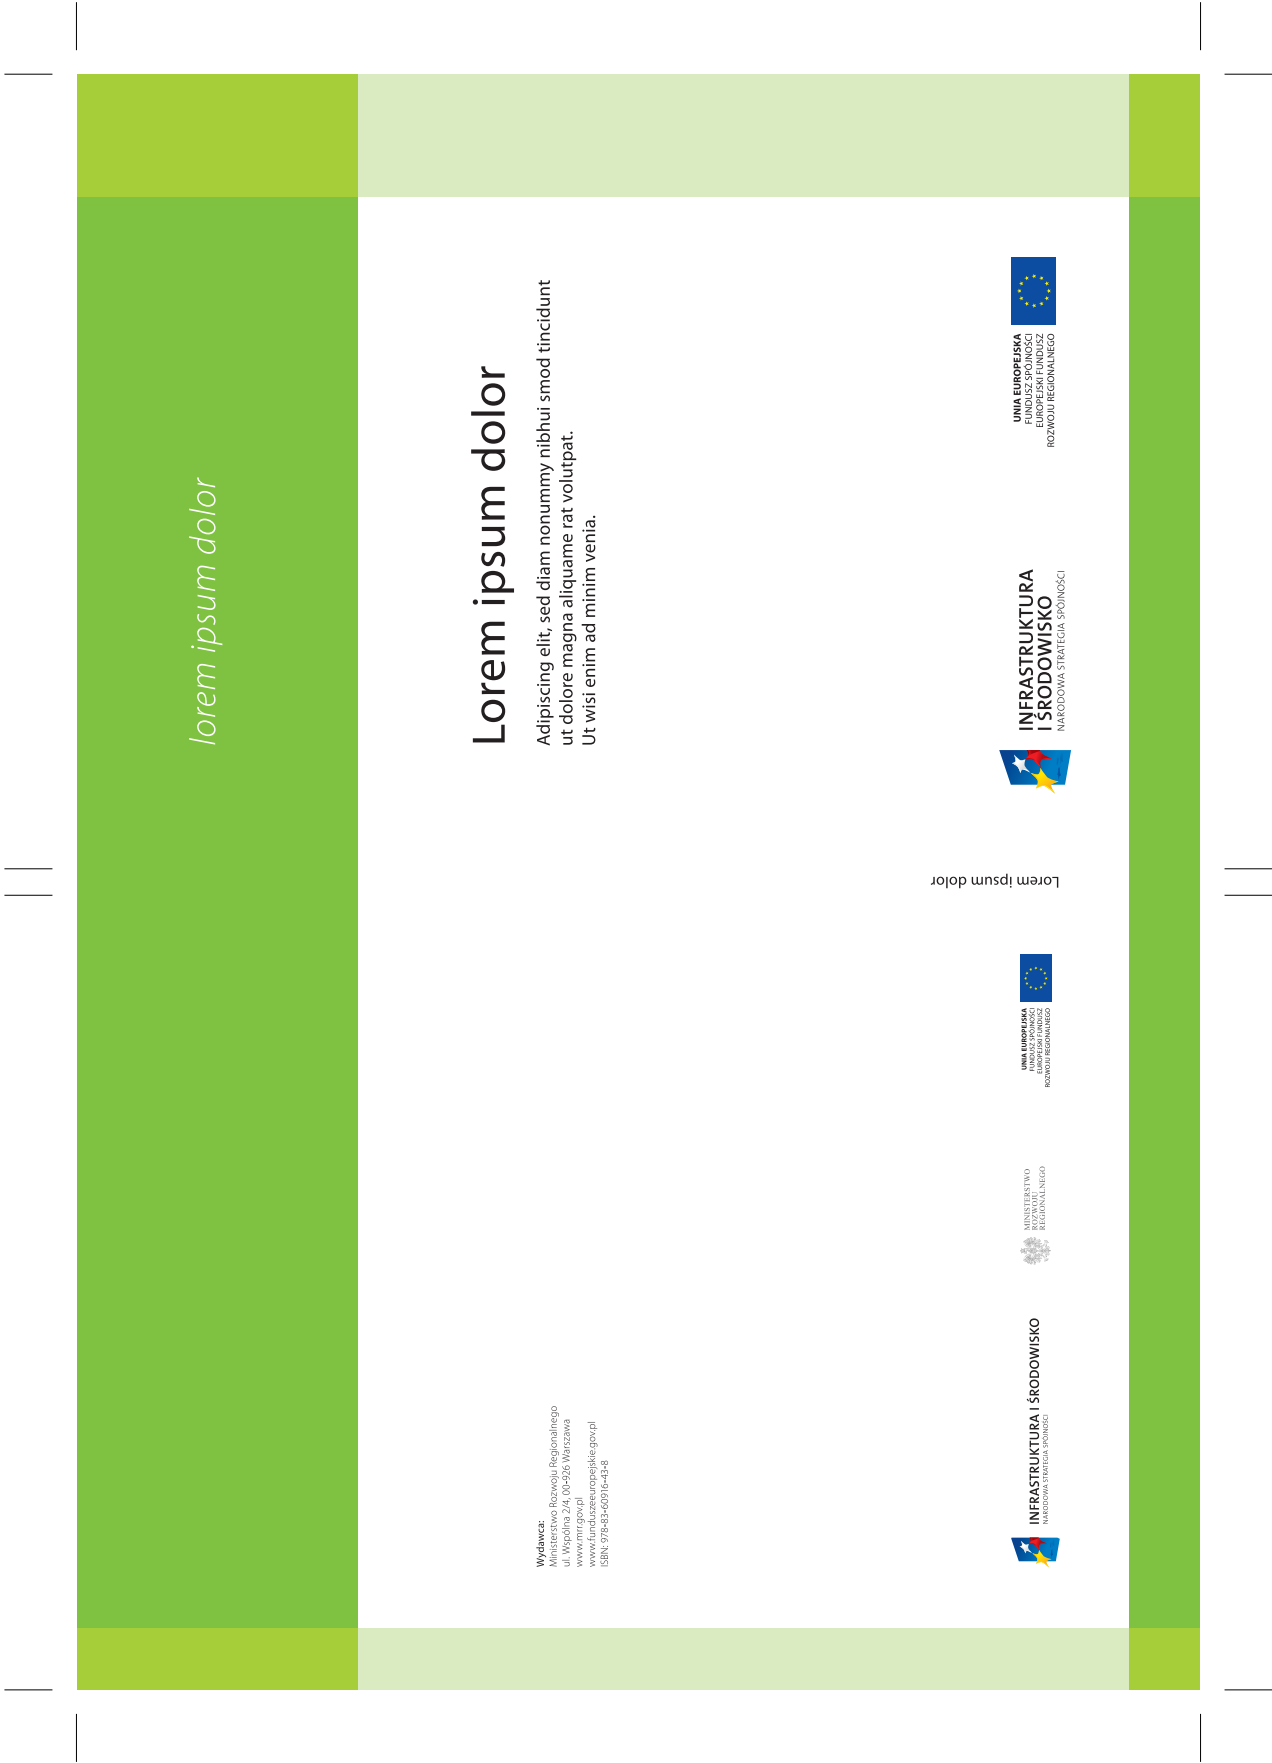 lorem ipsum dolor
Lorem ipsum dolor
Adipiscing elit, sed diam nonummy nibhui smod tincidunt
ut dolore magna aliquame rat volutpat.
Ut wisi enim ad minim venia.
INFRASTRUKTURA
I ŚRODOWISKO
NARODOWA STRATEGIA SPÓJNOŚCI
UNIA EUROPEJSKA
FUNDUSZ SPÓJNOŚCI
EUROPEJSKI FUNDUSZ
ROZWOJU REGIONALNEGO
Lorem ipsum dolor
Wydawca:
Ministerstwo Rozwoju Regionalnego
ul. Wspólna 2/4, 00-926 Warszawa
www.mrr.gov.pl
www.funduszeeuropejskie.gov.pl
ISBN: 978-83-60916-43-8
INFRASTRUKTURA I ŚRODOWISKO
NARODOWA STRATEGIA SPÓJNOŚCI
MINISTERSTWO
ROZWOJU
REGIONALNEGO
UNIA EUROPEJSKA
FUNDUSZ SPÓJNOŚCI
EUROPEJSKI FUNDUSZ
ROZWOJU REGIONALNEGO